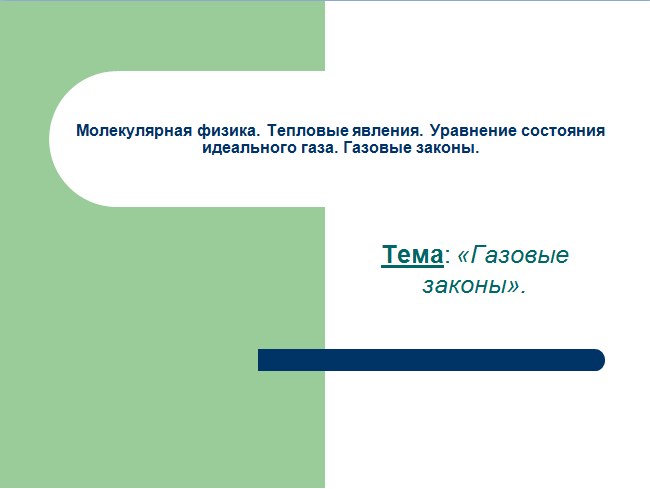 Молекулярная физика. Тепловые явления. Уравнение состояния
идеального газа. Газовые законы.
Тема: «Газовые
законы».